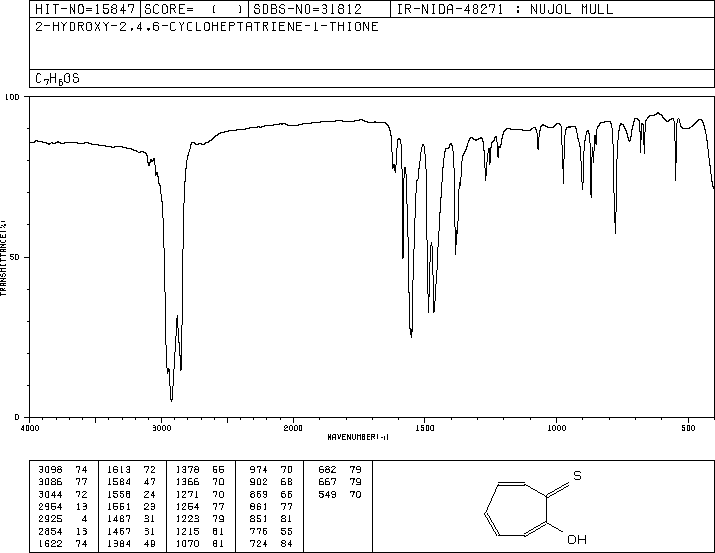 HIT-NO=15847 SCORE= ( ) SDBS-NO=31812 IR-NIDA-48271 : NUJOL MULL
2-HYDROXY-2,4,6-CYCLOHEPTATRIENE-1-THIONE
C7H6OS
100
50
0
TRANSMITTANCE(%)
4000 3000 2000 1500 1000 500
WAVENUMBER(-1)
3098 74 1613 72 1378 66 974 70 682 79
3086 77 1584 47 1366 70 902 68 667 70
3044 72 1558 24 1271 70 869 66 549 70
2954 13 1551 23 1254 77 861 77
2925 4 1487 31 1223 79 851 81
2854 13 1467 31 1215 81 776 55
1622 74 1384 49 1070 81 724 84
S
OH